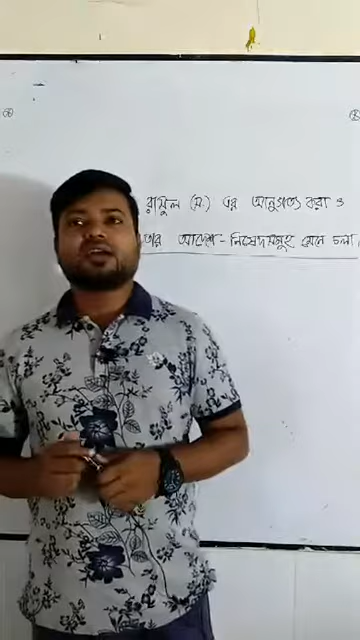 রাসুল (স.) এর আনুগত্য করা ও
তার আদেশ-নিষেধসমূহ মেনে চলা